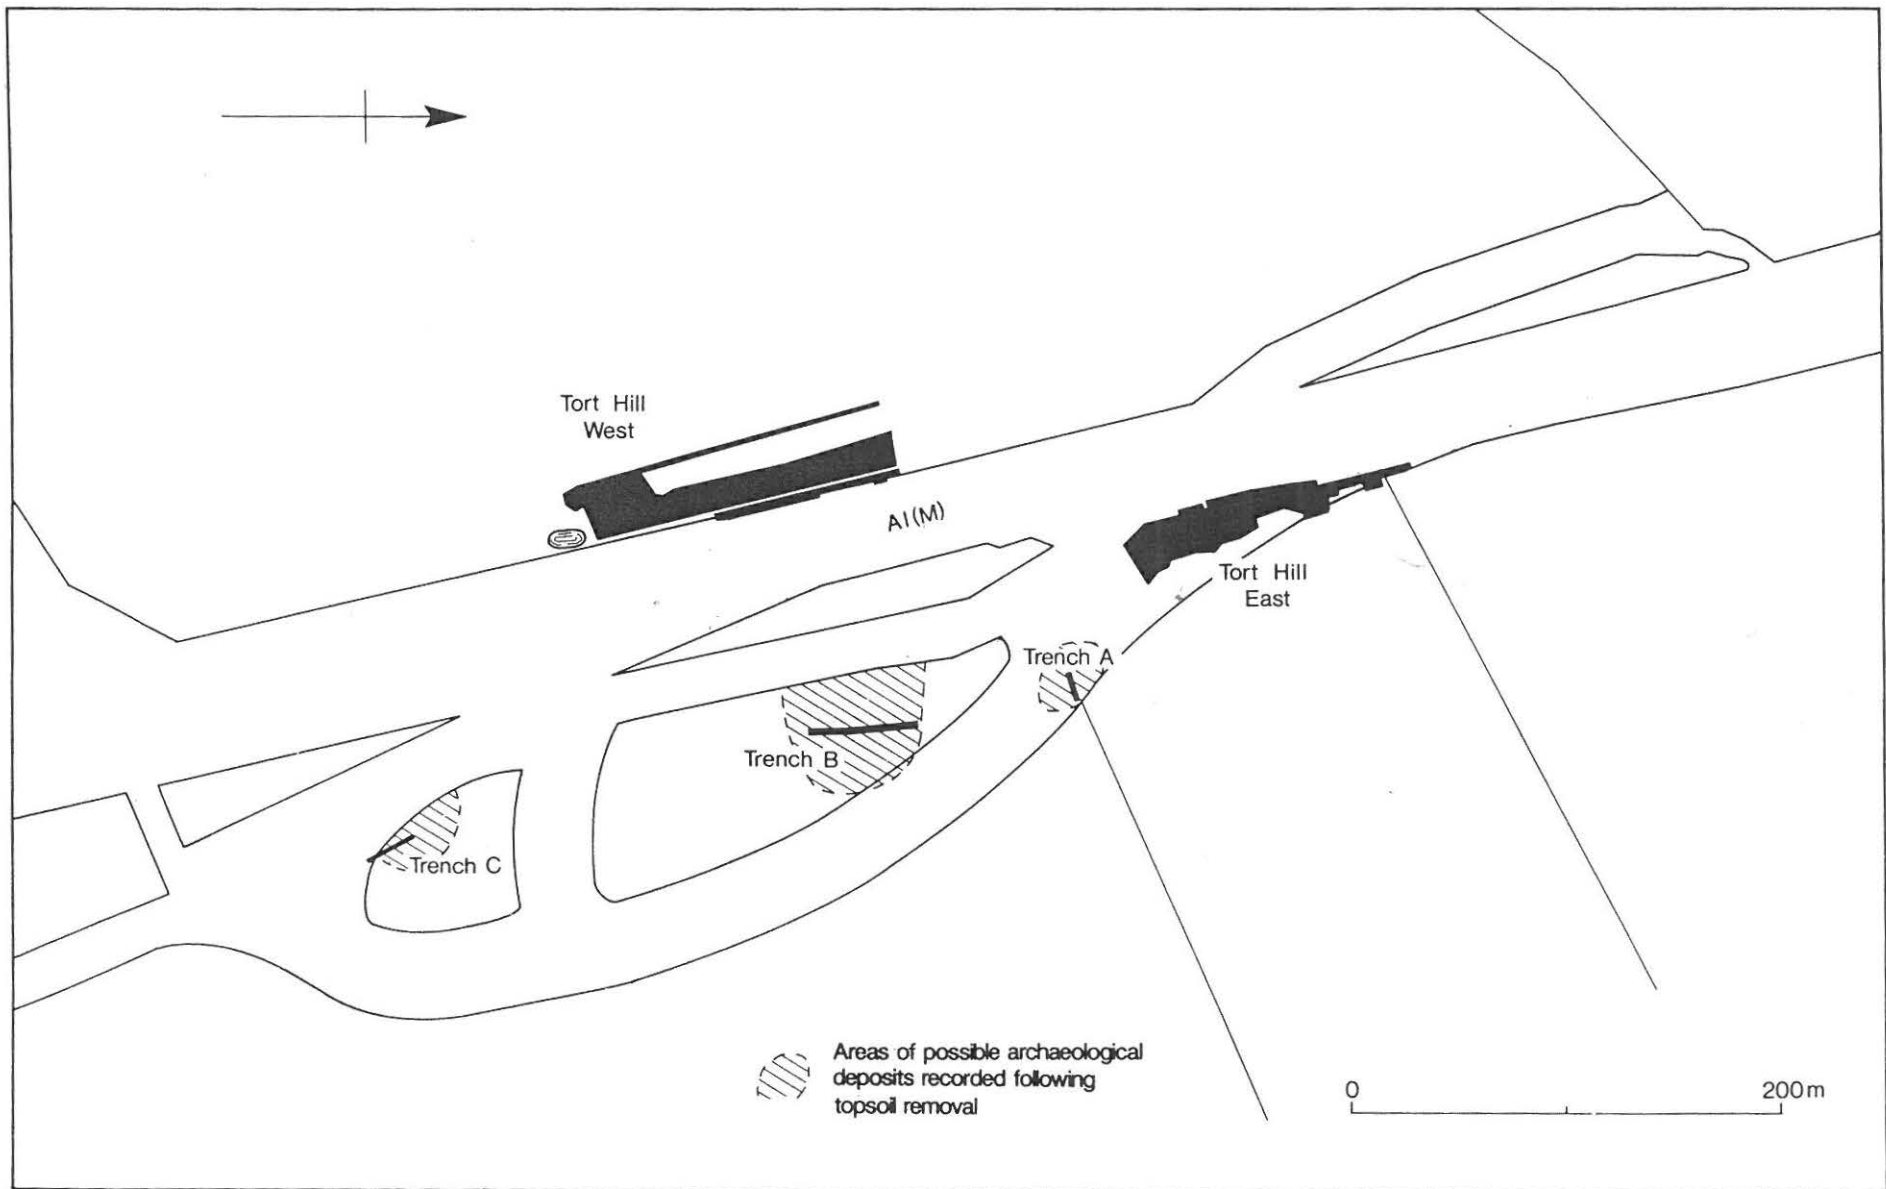 Tort Hill
West
A1(M)
Tort Hill
East
Trench A
Trench B
Trench C
Areas of possible archaeological
deposits recorded following
topsoil removal
0
200m